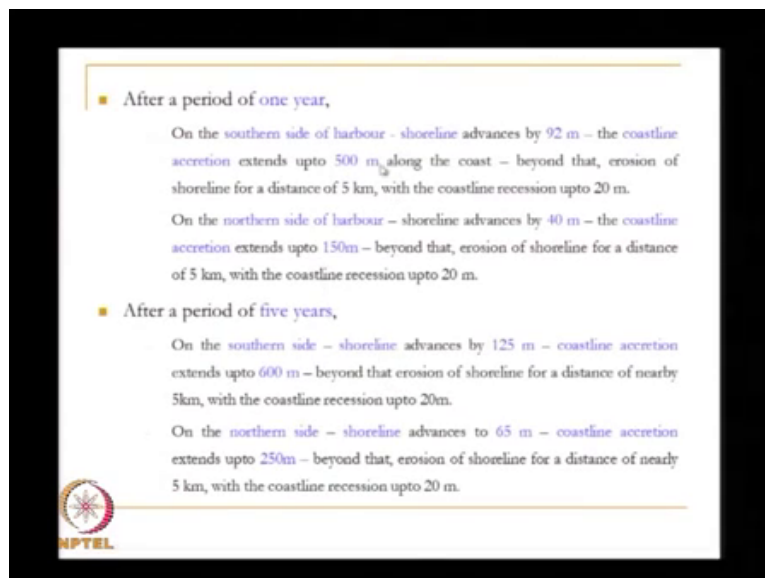 After a period of one year,
On the southern side of harbour - shoreline advances by 92 m – the coastline
accretion extends upto 500 m along the coast – beyond that, erosion of
shoreline for a distance of 5 km, with the coastline recession upto 20 m.
On the northern side of harbour – shoreline advances by 40 m – the coastline
accretion extends upto 150m – beyond that, erosion of shoreline for a distance
of 5 km, with the coastline recession upto 20 m.
After a period of five years,
On the southern side – shoreline advances by 125 m – coastline accretion
extends upto 600 m – beyond that erosion of shoreline for a distance of nearby
5km, with the coastline recession upto 20m.
On the northern side – shoreline advances to 65 m – coastline accretion
extends upto 250m – beyond that, erosion of shoreline for a distance of nearly
5 km, with the coastline recession upto 20 m.
NPTEL